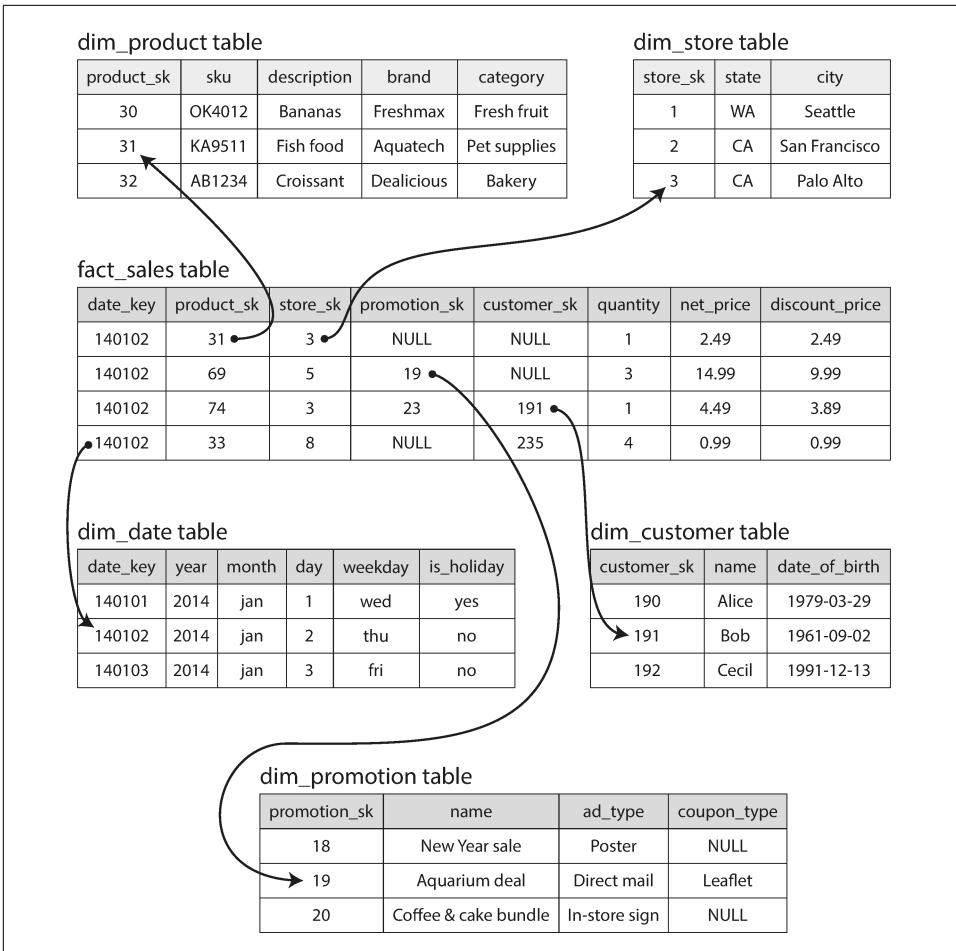 dim_product table
product_sk sku description brand category
30 OK4012 Bananas Freshmax Fresh fruit
31 KA9511 Fish food Aquatech Pet supplies
32 AB1234 Croissant Dealicious Bakery
dim_store table
store_sk state city
1 WA Seattle
2 CA San Francisco
3 CA Palo Alto
fact_sales table
date_key product_sk store_sk promotion_sk customer_sk quantity net_price discount_price
140102 31 3 NULL NULL 1 2.49 2.49
140102 69 5 19 NULL 3 14.99 9.99
140102 74 3 23 191 1 4.49 3.89
140102 33 8 NULL 235 4 0.99 0.99
dim_date table
date_key year month day weekday is_holiday
140101 2014 jan 1 wed yes
140102 2014 jan 2 thu no
140103 2014 jan 3 fri no
dim_customer table
customer_sk name date_of_birth
190 Alice 1979-03-29
191 Bob 1961-09-02
192 Cecil 1991-12-13
dim_promotion table
promotion_sk name ad_type coupon_type
18 New Year sale Poster NULL
19 Aquarium deal Direct mail Leaflet
20 Coffee & cake bundle In-store sign NULL